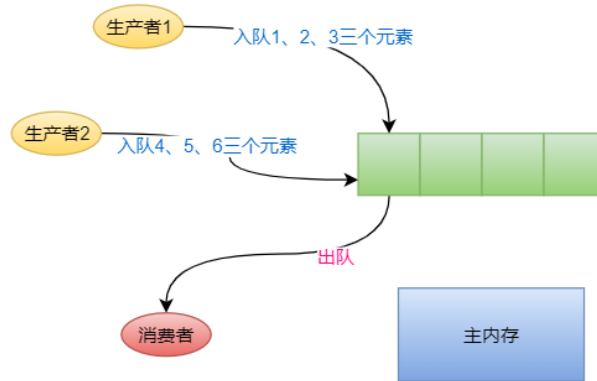 生产者1
入队1、2、3三个元素
生产者2
入队4、5、6三个元素
出队
消费者
主内存